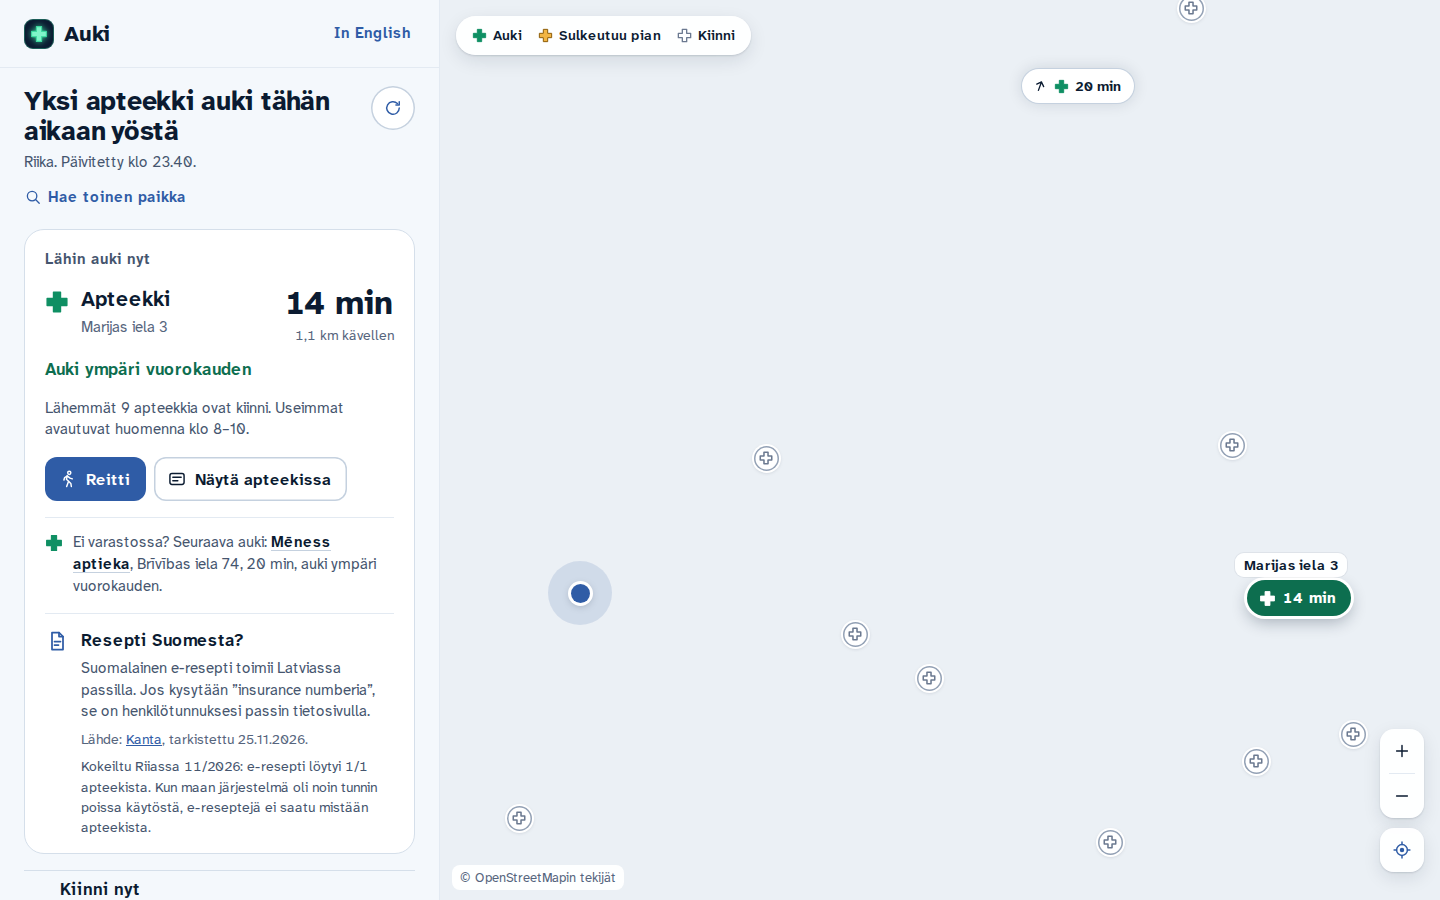 Auki
In English
Yksi apteekki auki tähän
aikaan yöstä
Riika. Päivitetty klo 23.40.
Hae toinen paikka
Lähin auki nyt
Apteekki
14 min
Marijas iela 3
1,1 km kävellen
Auki ympäri vuorokauden
Lähemmät 9 apteekkia ovat kiinni. Useimmat
avautuvat huomenna klo 8–10.
Reitti
Näytä apteekissa
Ei varastossa? Seuraava auki: Mēness
aptieka, Brīvības iela 74, 20 min, auki ympäri
vuorokauden.
Resepti Suomesta?
Suomalainen e-resepti toimii Latviassa
passilla. Jos kysytään ”insurance numberia”,
se on henkilötunnuksesi passin tietosivulla.
Lähde: Kanta, tarkistettu 25.11.2026.
Kokeiltu Riiassa 11/2026: e-resepti löytyi 1/1
apteekista. Kun maan järjestelmä oli noin tunnin
poissa käytöstä, e-reseptejä ei saatu mistään
apteekista.
Kiinni nyt
Auki
Sulkeutuu pian
Kiinni
20 min
Marijas iela 3
14 min
+
−
© OpenStreetMapin tekijät